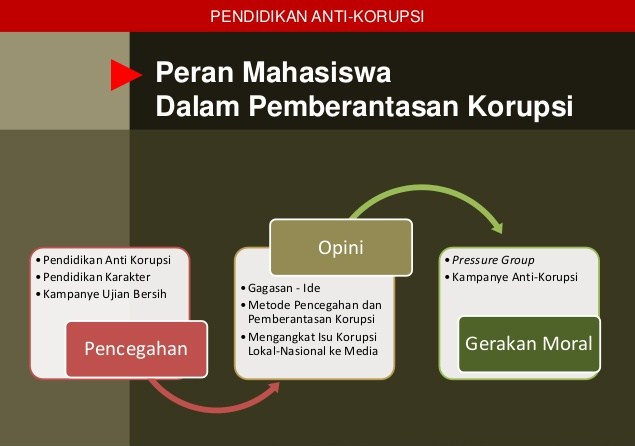 PENDIDIKAN ANTI-KORUPSI
Peran Mahasiswa
Dalam Pemberantasan Korupsi
• Pendidikan Anti Korupsi
• Pendidikan Karakter
• Kampanye Ujian Bersih
Pencegahan
Opini
• Gagasan - Ide
• Metode Pencegahan dan
Pemberantasan Korupsi
• Mengangkat Isu Korupsi
Lokal-Nasional ke Media
• Pressure Group
• Kampanye Anti-Korupsi
Gerakan Moral